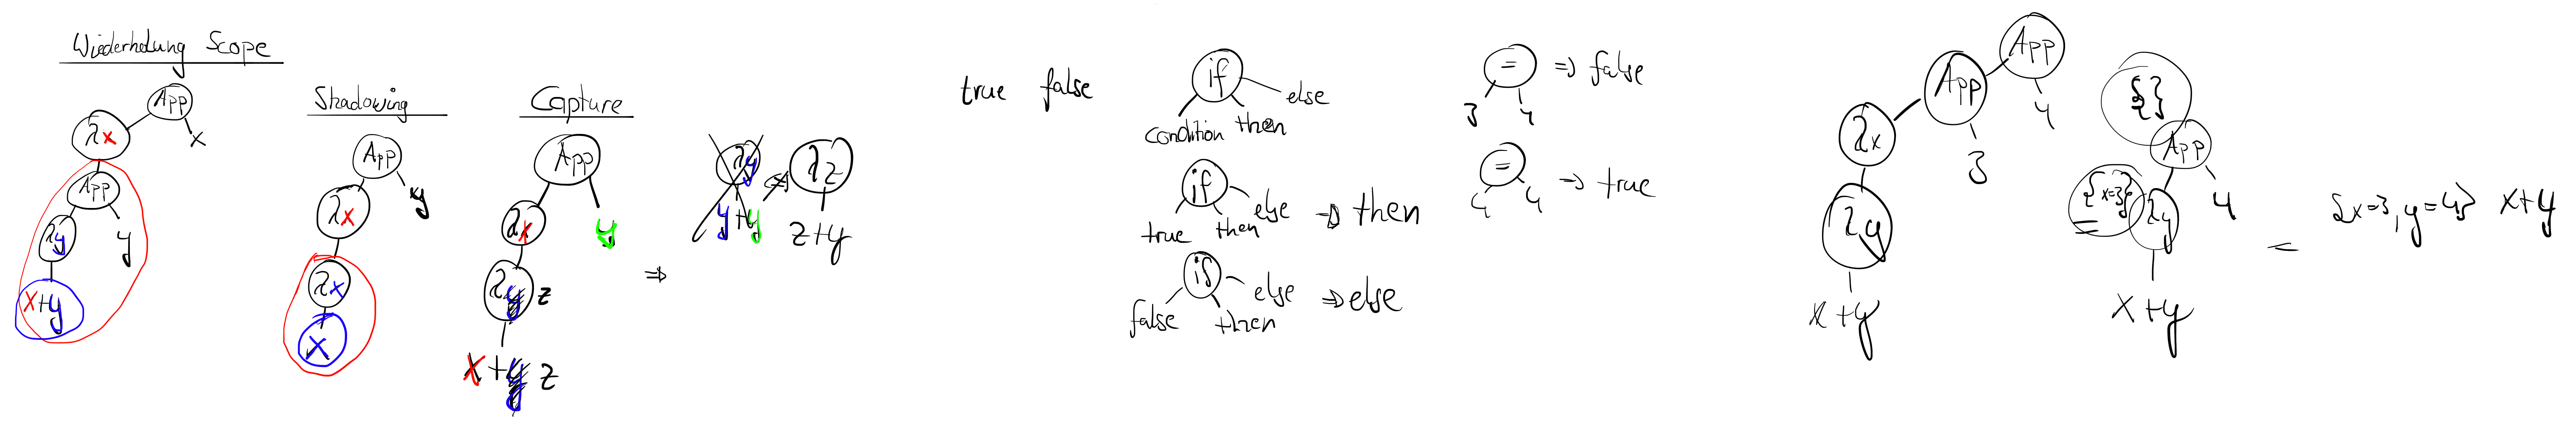 Wiederholung Scope
App
λx
x
App
λy
y
x+y
Shadowing
App
λx
y
λx
x
Capture
App
λx
y
λy z
x+y z
⇒
λy
y+y
⇔
λz
z+y
true false
if
condition then else
if
true then else ⇒ then
if
false then else ⇒ else
= ⇒ false
3 4
= ⇒ true
4 4
App
App
4
λx
3
λy
x+y
{}
App
{x=3}
λy
4
x+y
=
{x=3, y=4} x+y